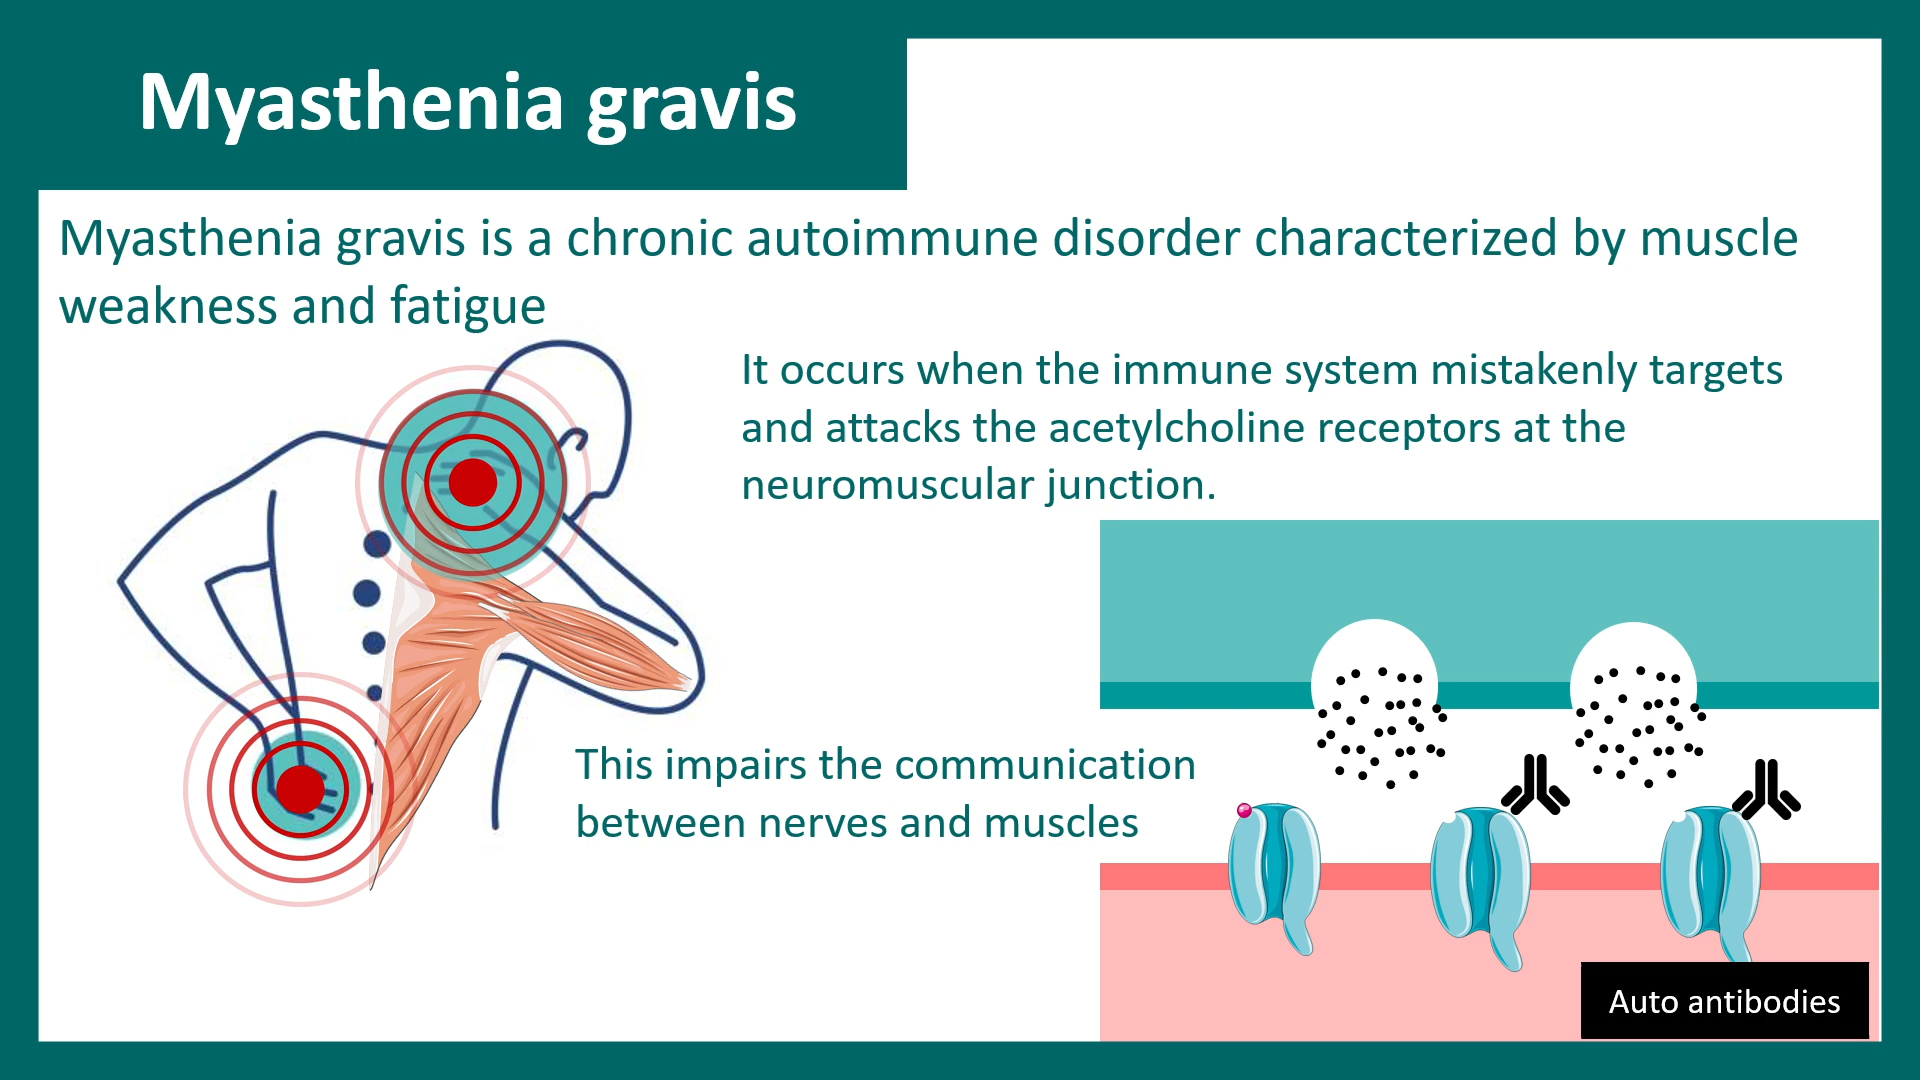 Myasthenia gravis
Myasthenia gravis is a chronic autoimmune disorder characterized by muscle
weakness and fatigue
It occurs when the immune system mistakenly targets
and attacks the acetylcholine receptors at the
neuromuscular junction.
This impairs the communication
between nerves and muscles
Auto antibodies